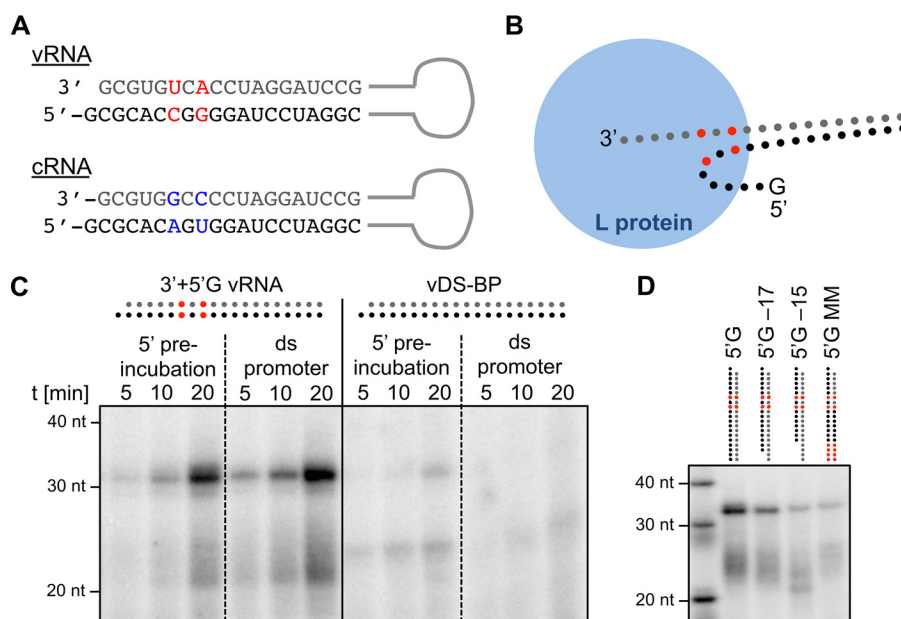 A
vRNA
3’ GCGUGUCACCUAGGAUCCG
5’-GCGCACCGGGGAUCCUAGGC
cRNA
3’-GCGUGGCCCCUAGGAUCCG
5’-GCGCACAGUGGAUCCUAGGC
B
3’
G
5’
L protein
C
3’+5’G vRNA
vDS-BP
5’ pre-
incubation
ds
promoter
5’ pre-
incubation
ds
promoter
t [min] 5 10 20 5 10 20 5 10 20 5 10 20
40 nt
30 nt
20 nt
D
5’G
5’G –17
5’G –15
5’G MM
40 nt
30 nt
20 nt